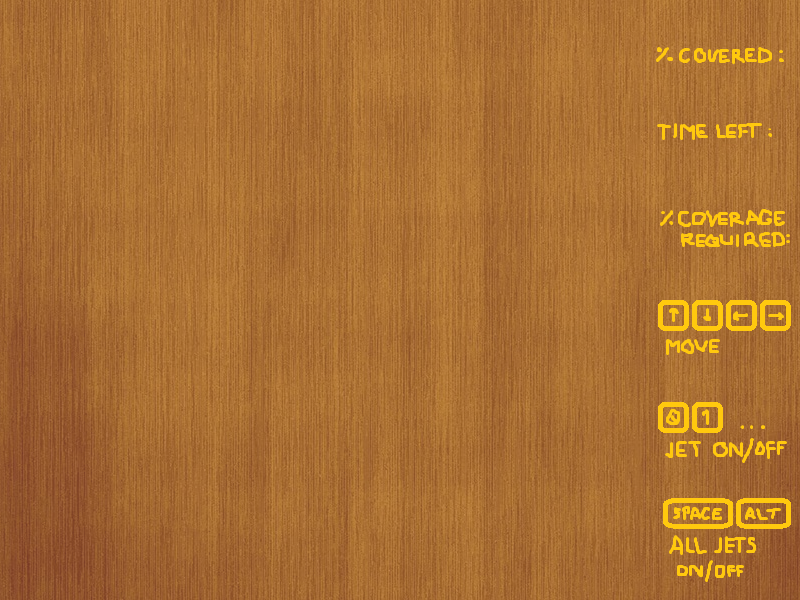 % COVERED :
TIME LEFT :
% COVERAGE
REQUIRED:
↑ ↓ ← →
MOVE
0 1 ...
JET ON/OFF
SPACE ALT
ALL JETS
ON/OFF